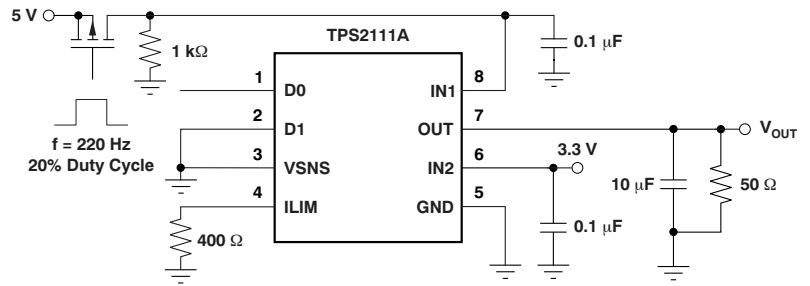 5 V
TPS2111A
1 kΩ
0.1 µF
1
D0
IN1
8
2
D1
OUT
7
VOUT
f = 220 Hz
20% Duty Cycle
3
VSNS
IN2
6
3.3 V
4
ILIM
GND
5
10 µF
50 Ω
400 Ω
0.1 µF